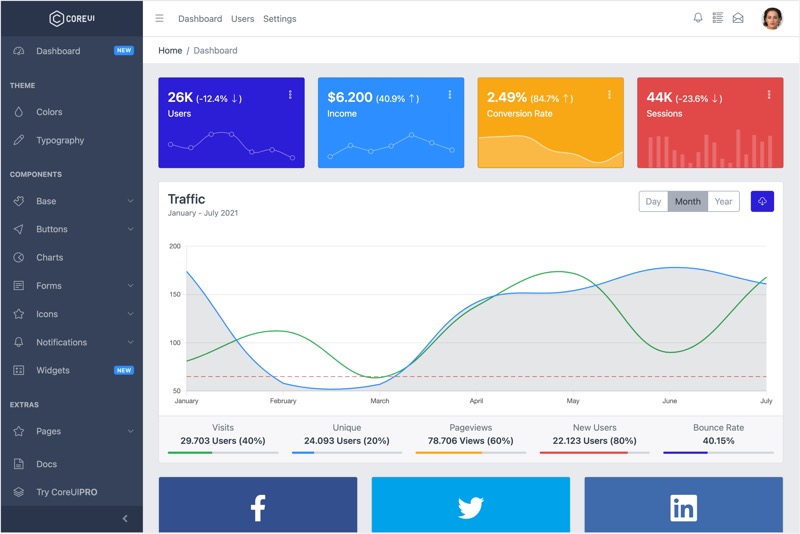 COREUI
Dashboard Users Settings
Dashboard NEW
Home / Dashboard
THEME
Colors
Typography
COMPONENTS
Base
Buttons
Charts
Forms
Icons
Notifications
Widgets NEW
EXTRAS
Pages
Docs
Try CoreUIPRO
26K (-12.4% ↓)
Users
$6.200 (40.9% ↑)
Income
2.49% (84.7% ↑)
Conversion Rate
44K (-23.6% ↓)
Sessions
Traffic
January - July 2021
Day Month Year
200
150
100
50
January February March April May June July
Visits
29.703 Users (40%)
Unique
24.093 Users (20%)
Pageviews
78.706 Views (60%)
New Users
22.123 Users (80%)
Bounce Rate
40.15%